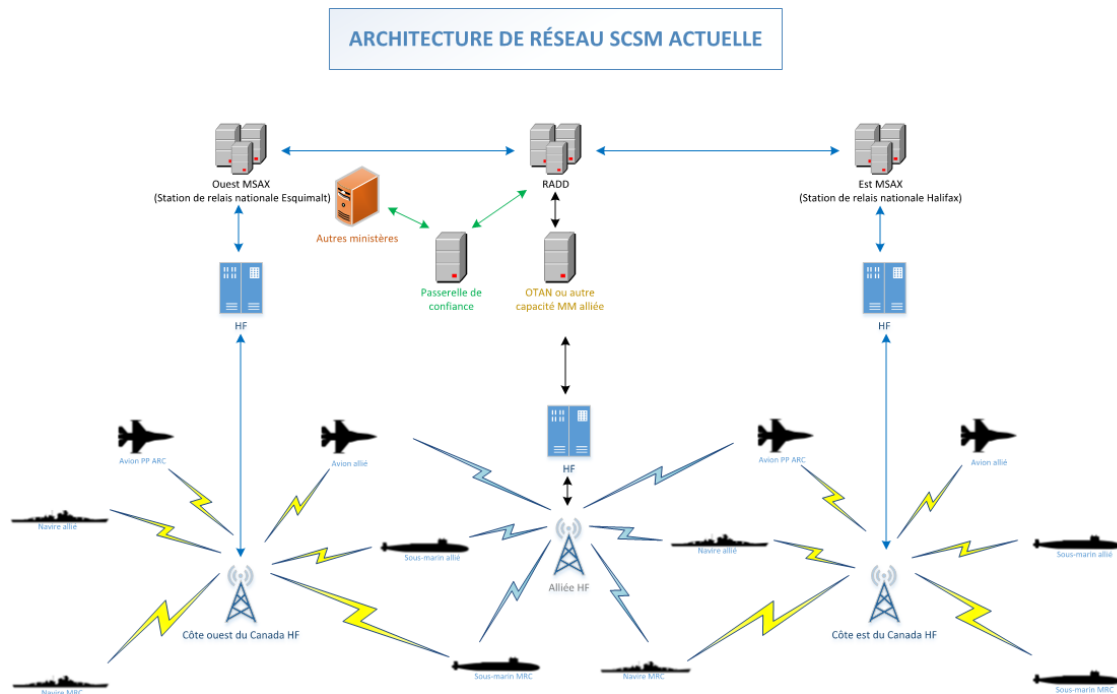 ARCHITECTURE DE RÉSEAU SCSM ACTUELLE
Ouest MSAX
(Station de relais nationale Esquimalt)
RADD
Est MSAX
(Station de relais nationale Halifax)
Autres ministères
Passerelle de
confiance
OTAN ou autre
capacité MM alliée
HF
HF
HF
Avion PP ARC
Avion allié
Avion PP ARC
Avion allié
Navire allié
Sous-marin allié
Navire allié
Sous-marin allié
Alliée HF
Côte ouest du Canada HF
Côte est du Canada HF
Navire MRC
Sous-marin MRC
Navire MRC
Sous-marin MRC